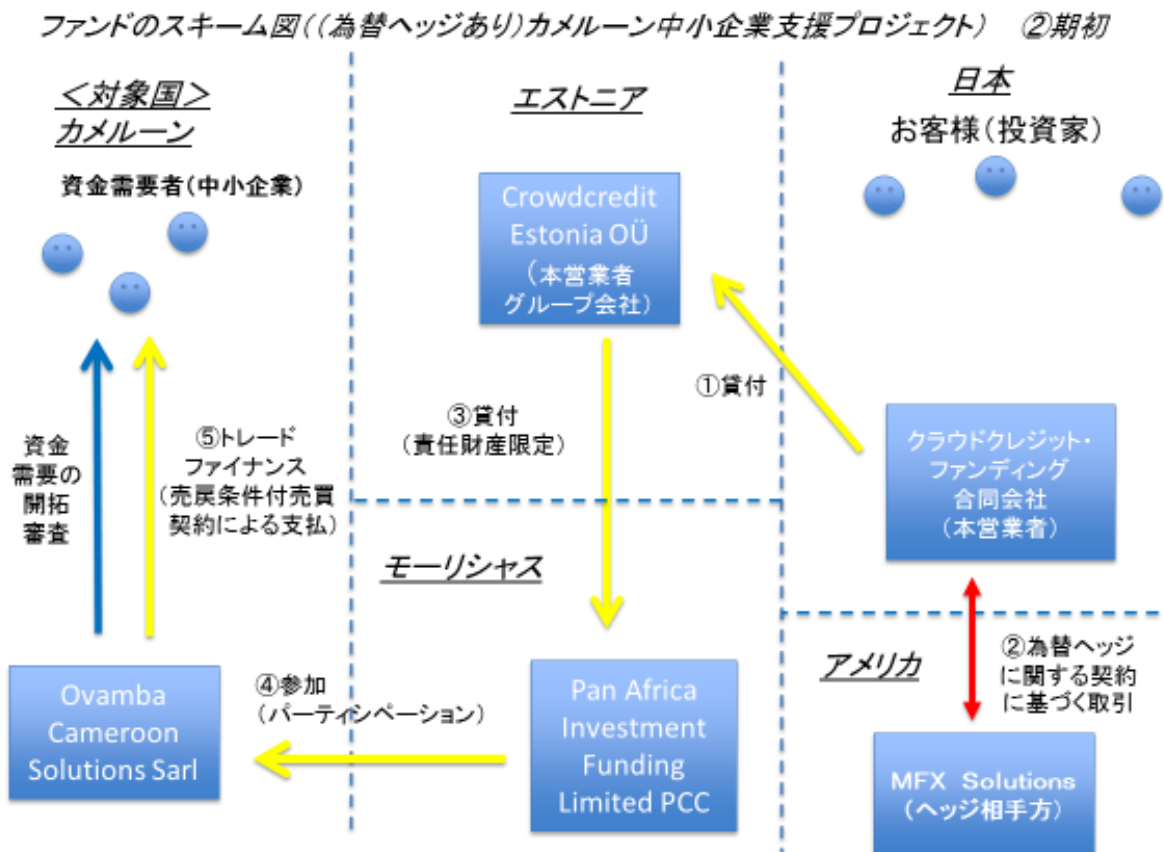 ファンドのスキーム図((為替ヘッジあり)カメルーン中小企業支援プロジェクト)　②期初
＜対象国＞
カメルーン
資金需要者(中小企業)
資金
需要の
開拓
審査
⑤トレード
ファイナンス
(売戻条件付売買
契約による支払)
Ovamba
Cameroon
Solutions Sarl
エストニア
Crowdcredit
Estonia OÜ
(本営業者
グループ会社)
③貸付
(責任財産限定)
①貸付
モーリシャス
④参加
(パーティシペーション)
Pan Africa
Investment
Funding
Limited PCC
日本
お客様(投資家)
クラウドクレジット・
ファンディング
合同会社
(本営業者)
アメリカ
②為替ヘッジ
に関する契約
に基づく取引
MFX Solutions
(ヘッジ相手方)